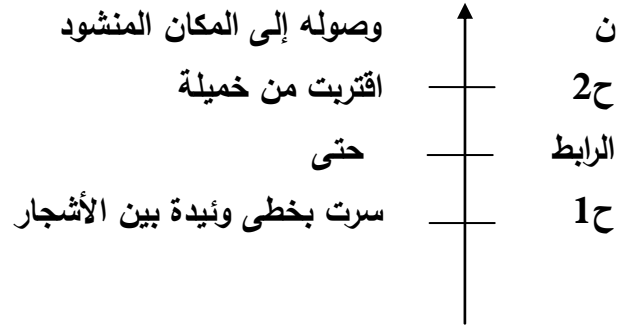 ن وصوله إلى المكان المنشود
ح2 اقتربت من خميلة
الرابط حتى
ح1 سرت بخطى وئيدة بين الأشجار